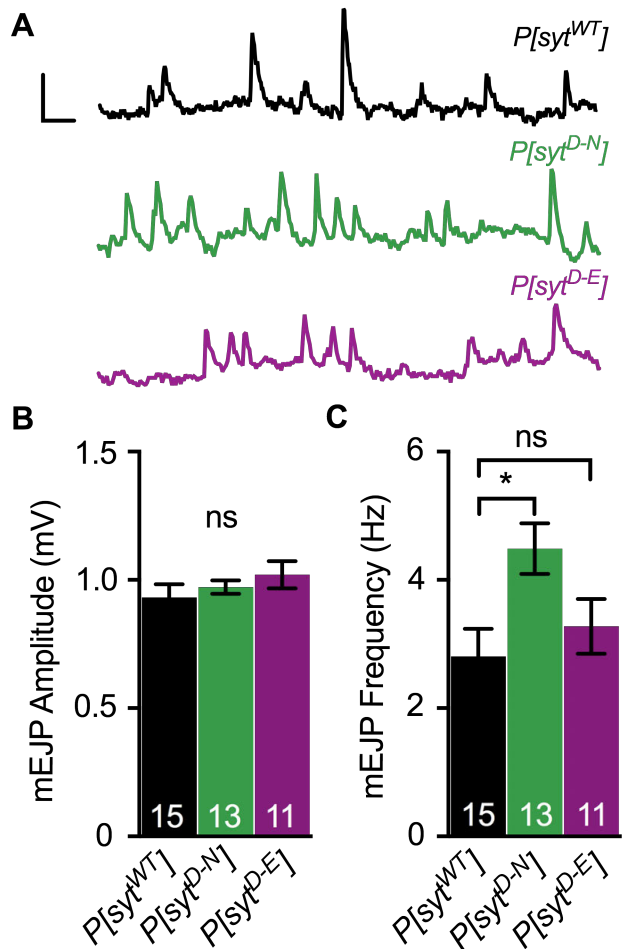 A
P[syt^WT]
P[syt^D-N]
P[syt^D-E]
B
1.5
1.0
0.5
0
mEJP Amplitude (mV)
ns
15 13 11
P[syt^WT] P[syt^D-N] P[syt^D-E]
C
6
4
2
0
mEJP Frequency (Hz)
ns
*
15 13 11
P[syt^WT] P[syt^D-N] P[syt^D-E]